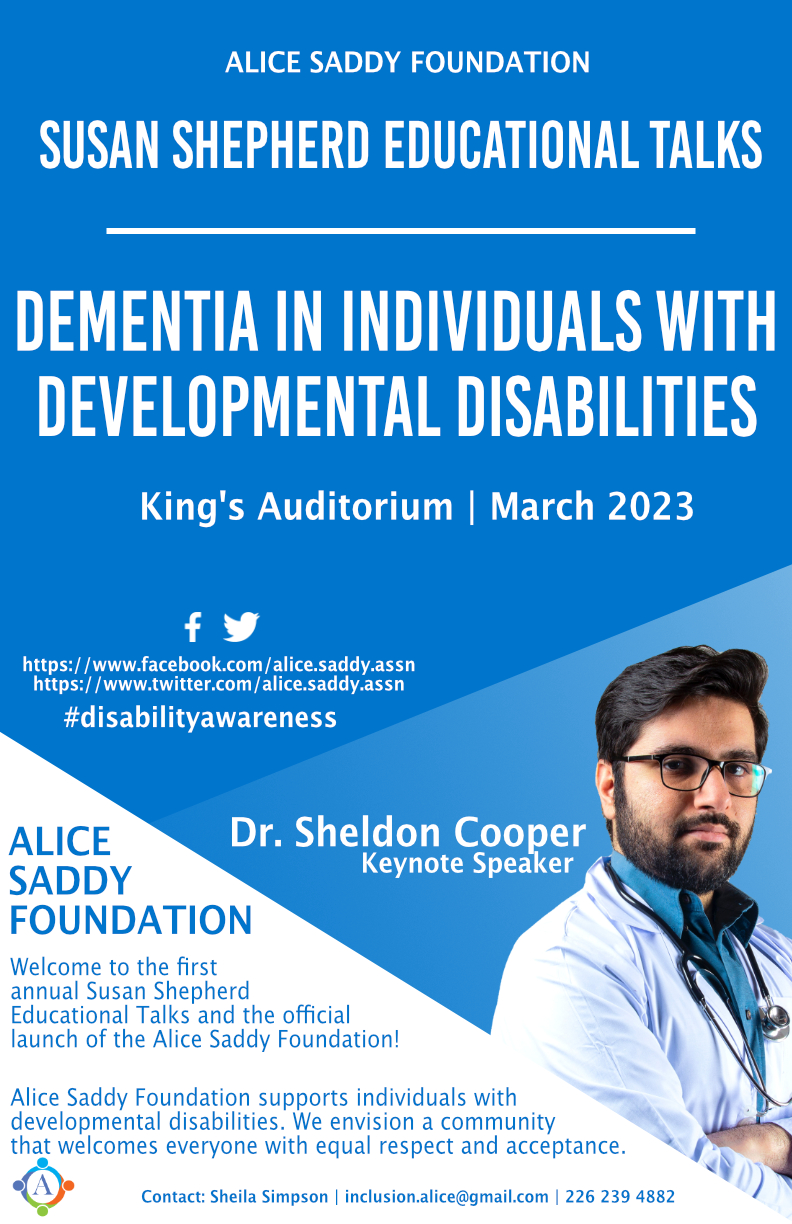 ALICE SADDY FOUNDATION
SUSAN SHEPHERD EDUCATIONAL TALKS
DEMENTIA IN INDIVIDUALS WITH
DEVELOPMENTAL DISABILITIES
King's Auditorium | March 2023
https://www.facebook.com/alice.saddy.assn
https://www.twitter.com/alice.saddy.assn
#disabilityawareness
Dr. Sheldon Cooper
Keynote Speaker
ALICE
SADDY
FOUNDATION
Welcome to the first
annual Susan Shepherd
Educational Talks and the official
launch of the Alice Saddy Foundation!
Alice Saddy Foundation supports individuals with
developmental disabilities. We envision a community
that welcomes everyone with equal respect and acceptance.
A
Contact: Sheila Simpson | inclusion.alice@gmail.com | 226 239 4882